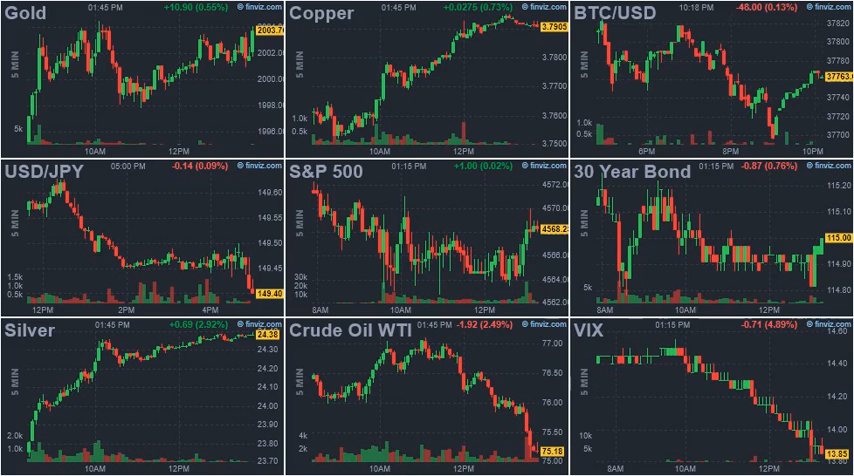 Gold 01:45 PM +10.90 (0.55%) © finviz.com
2003.70
2000.00
1998.00
1996.00
5 MIN
5k
10AM 12PM
Copper 01:45 PM +0.0275 (0.73%) © finviz.com
3.7905
3.7800
3.7700
3.7600
3.7500
5 MIN
1.0k
0.5k
10AM 12PM
BTC/USD 10:18 PM -48.00 (0.13%) © finviz.com
37820
37800
37780
37763.0
37740
37720
37700
5 MIN
1.0k
0.5k
6PM 8PM 10PM
USD/JPY 05:00 PM -0.14 (0.09%) © finviz.com
149.60
149.55
149.50
149.45
149.40
5 MIN
1.5k
1.0k
0.5k
12PM 2PM 4PM
S&P 500 01:15 PM +1.00 (0.02%) © finviz.com
4572.00
4570.00
4568.25
4566.00
4564.00
4562.00
5 MIN
30k
20k
10k
8AM 10AM 12PM
30 Year Bond 01:15 PM -0.87 (0.76%) © finviz.com
115.20
115.10
115.00
114.90
114.80
5 MIN
5k
8AM 10AM 12PM
Silver 01:45 PM +0.69 (2.92%) © finviz.com
24.38
24.30
24.20
24.10
24.00
23.90
23.80
23.70
5 MIN
2.0k
1.0k
10AM 12PM
Crude Oil WTI 01:45 PM -1.92 (2.49%) © finviz.com
77.00
76.50
76.00
75.50
75.18
75.00
5 MIN
4k
2k
10AM 12PM
VIX 01:15 PM -0.71 (4.89%) © finviz.com
14.60
14.40
14.20
14.00
13.85
13.80
5 MIN
10k
5k
8AM 10AM 12PM